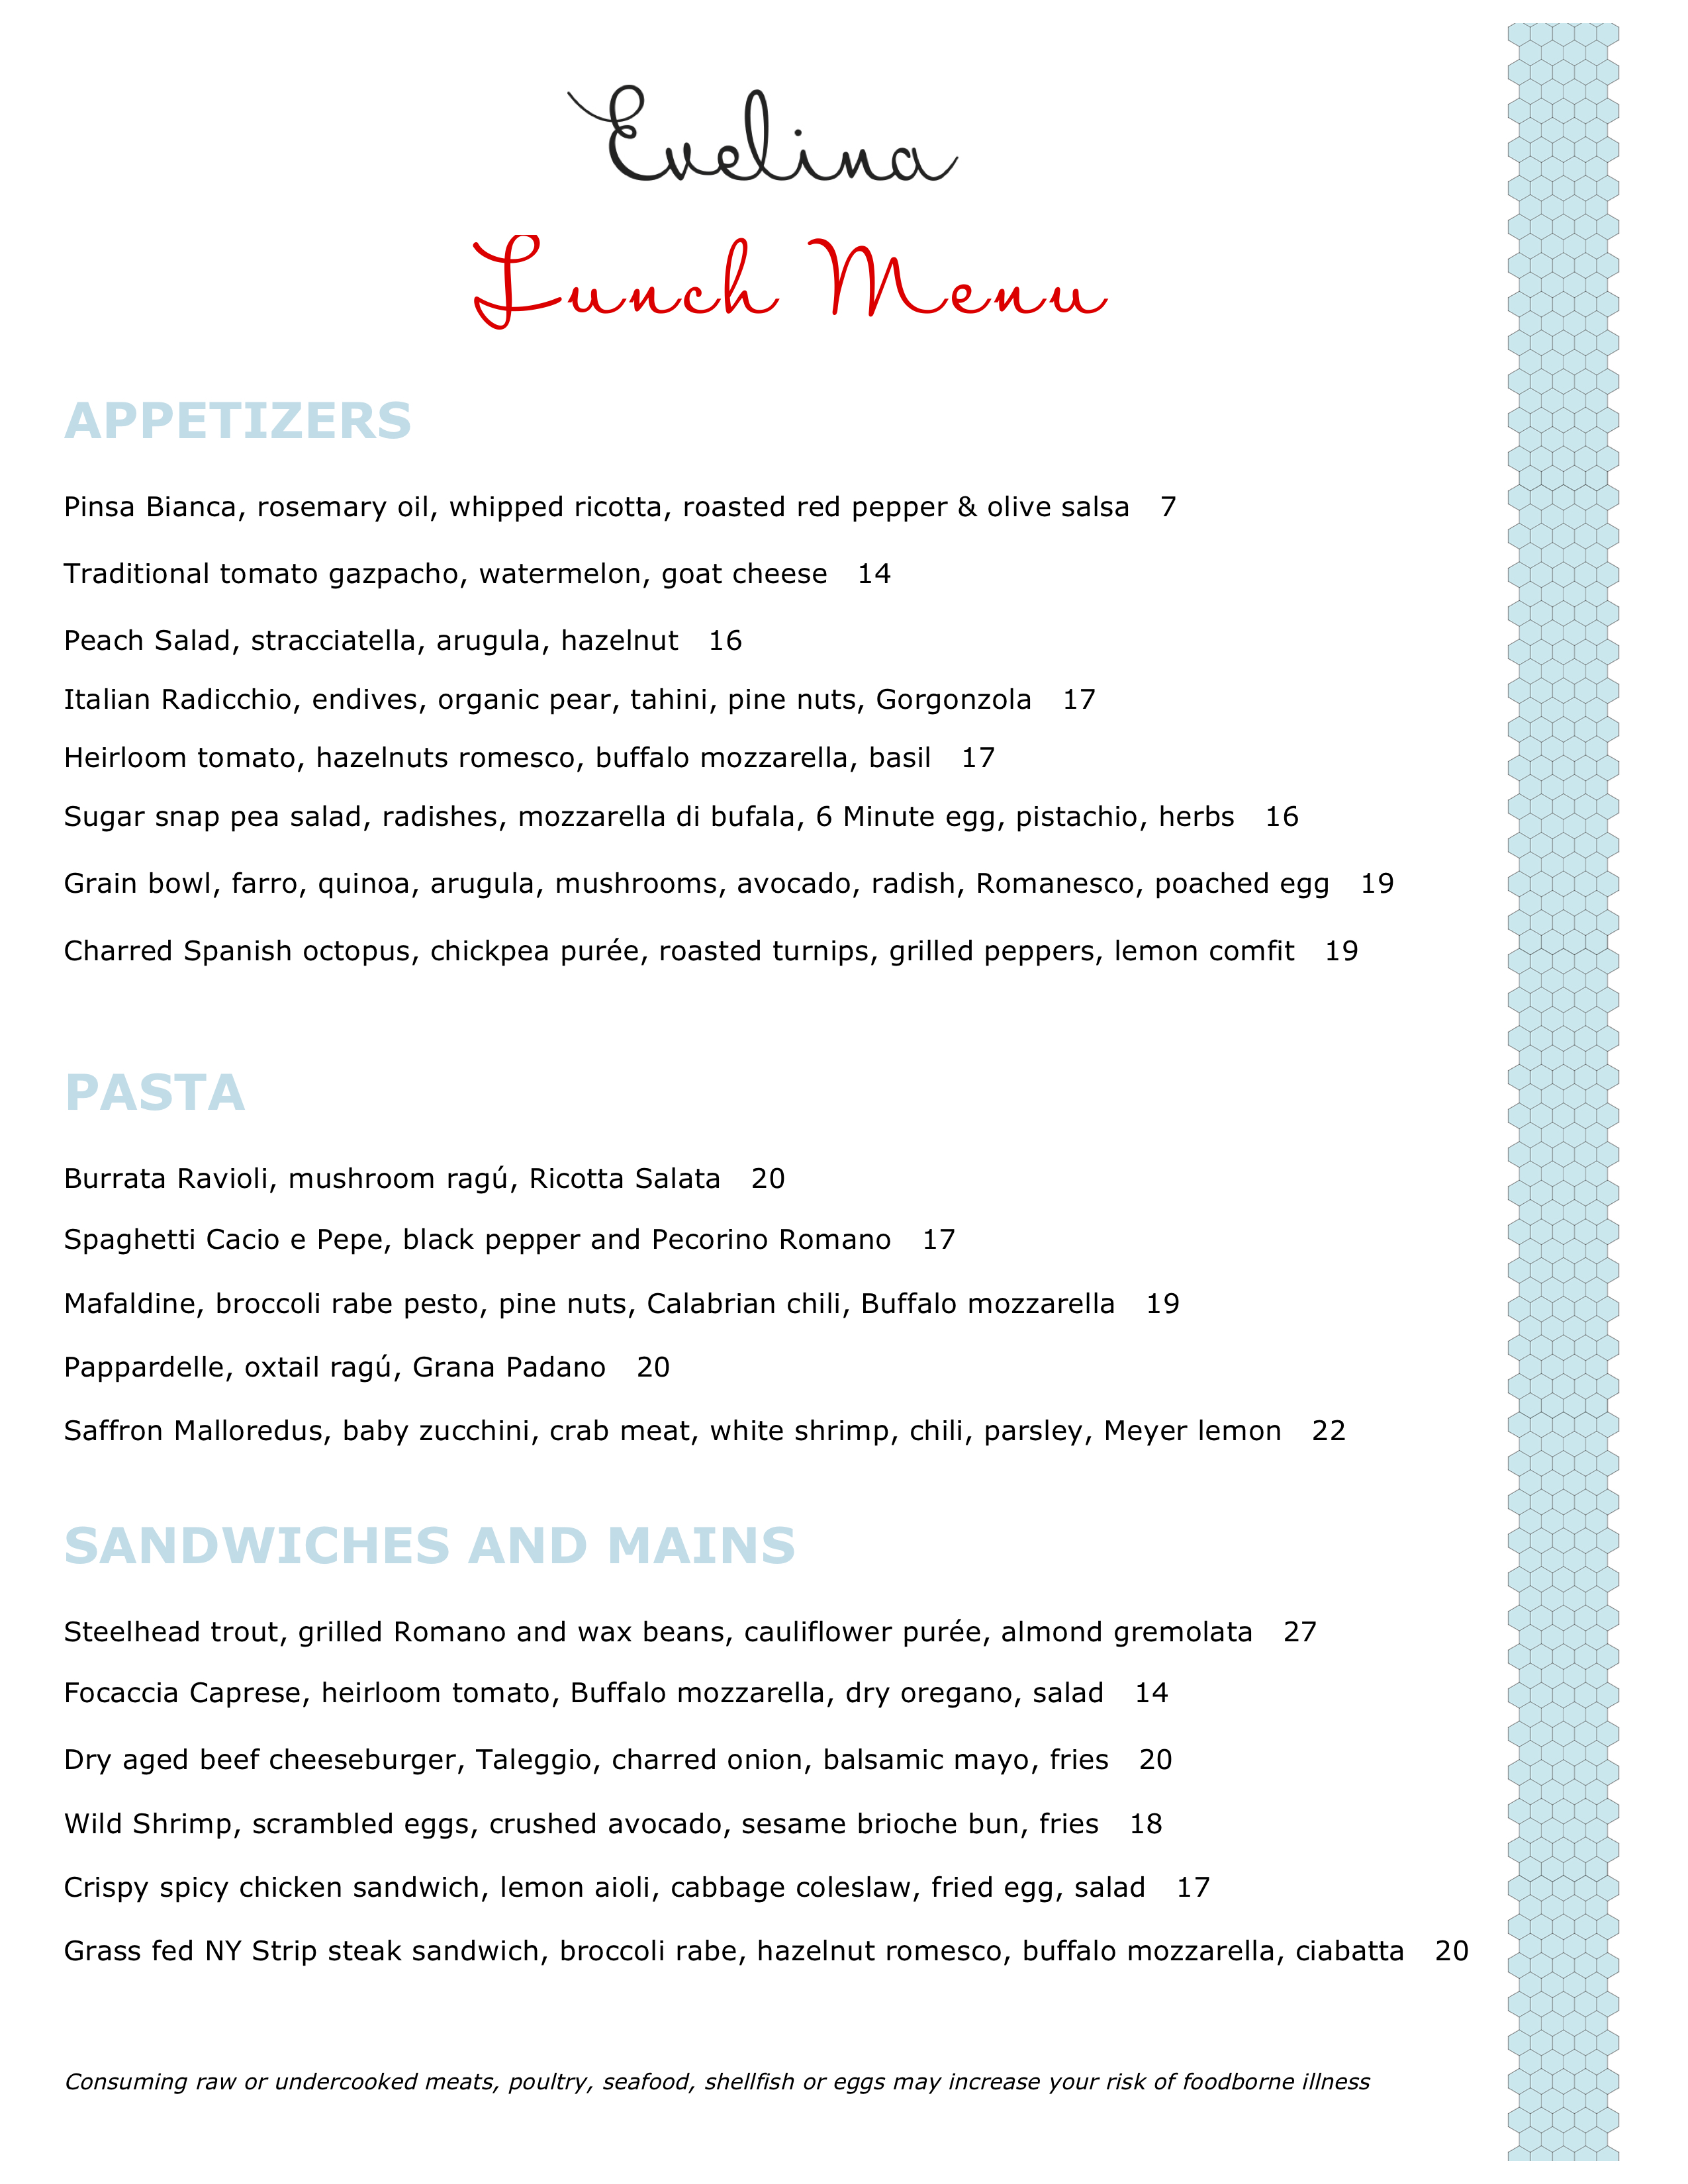 Evelina
Lunch Menu
APPETIZERS
Pinsa Bianca, rosemary oil, whipped ricotta, roasted red pepper & olive salsa 7
Traditional tomato gazpacho, watermelon, goat cheese 14
Peach Salad, stracciatella, arugula, hazelnut 16
Italian Radicchio, endives, organic pear, tahini, pine nuts, Gorgonzola 17
Heirloom tomato, hazelnuts romesco, buffalo mozzarella, basil 17
Sugar snap pea salad, radishes, mozzarella di bufala, 6 Minute egg, pistachio, herbs 16
Grain bowl, farro, quinoa, arugula, mushrooms, avocado, radish, Romanesco, poached egg 19
Charred Spanish octopus, chickpea purée, roasted turnips, grilled peppers, lemon comfit 19
PASTA
Burrata Ravioli, mushroom ragú, Ricotta Salata 20
Spaghetti Cacio e Pepe, black pepper and Pecorino Romano 17
Mafaldine, broccoli rabe pesto, pine nuts, Calabrian chili, Buffalo mozzarella 19
Pappardelle, oxtail ragú, Grana Padano 20
Saffron Malloredus, baby zucchini, crab meat, white shrimp, chili, parsley, Meyer lemon 22
SANDWICHES AND MAINS
Steelhead trout, grilled Romano and wax beans, cauliflower purée, almond gremolata 27
Focaccia Caprese, heirloom tomato, Buffalo mozzarella, dry oregano, salad 14
Dry aged beef cheeseburger, Taleggio, charred onion, balsamic mayo, fries 20
Wild Shrimp, scrambled eggs, crushed avocado, sesame brioche bun, fries 18
Crispy spicy chicken sandwich, lemon aioli, cabbage coleslaw, fried egg, salad 17
Grass fed NY Strip steak sandwich, broccoli rabe, hazelnut romesco, buffalo mozzarella, ciabatta 20
Consuming raw or undercooked meats, poultry, seafood, shellfish or eggs may increase your risk of foodborne illness